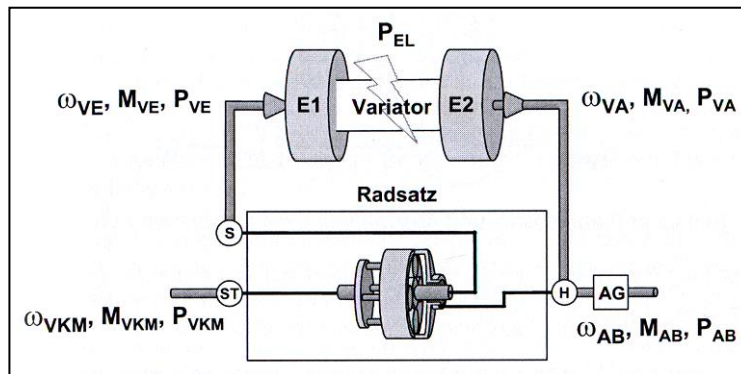 P_EL
ω_VE, M_VE, P_VE
E1
Variator
E2
ω_VA, M_VA, P_VA
Radsatz
S
ST
H
AG
ω_VKM, M_VKM, P_VKM
ω_AB, M_AB, P_AB